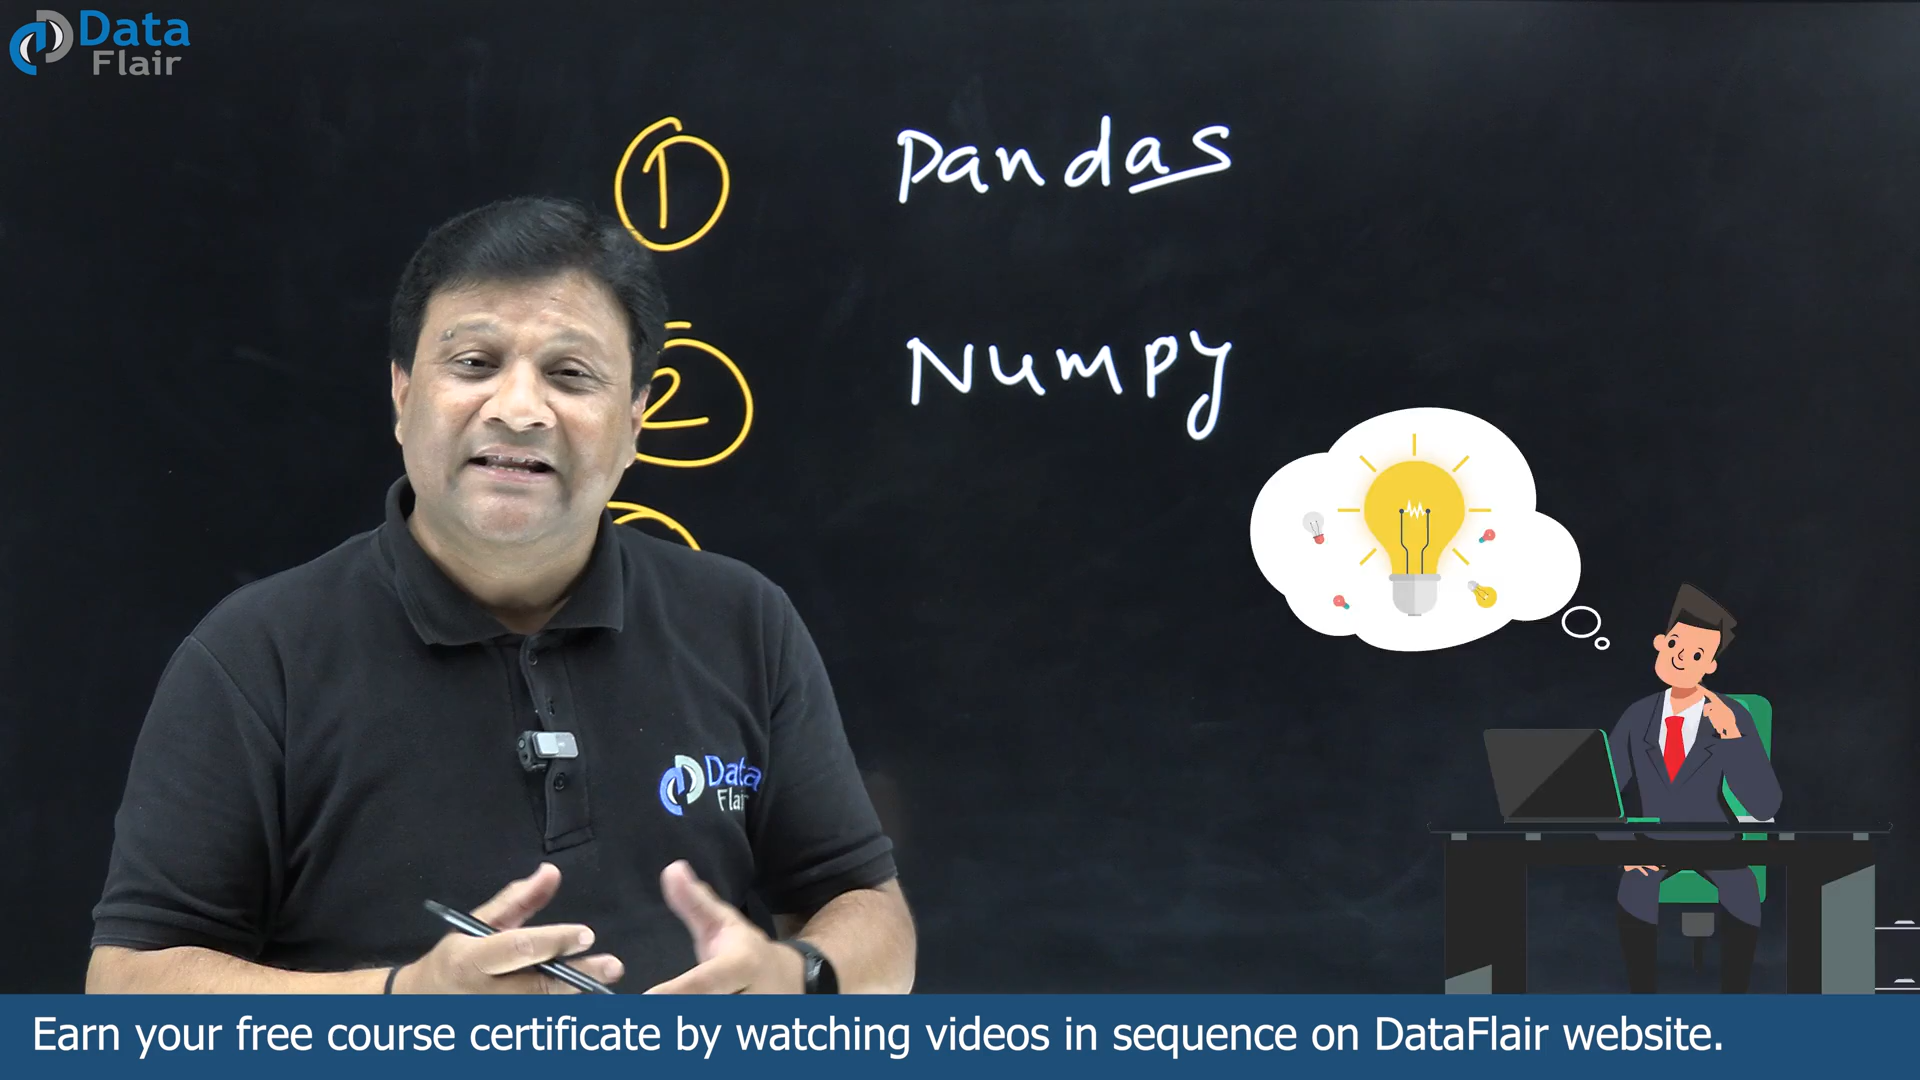 Data
Flair
1 Pandas
2 Numpy
Data
Flair
Earn your free course certificate by watching videos in sequence on DataFlair website.